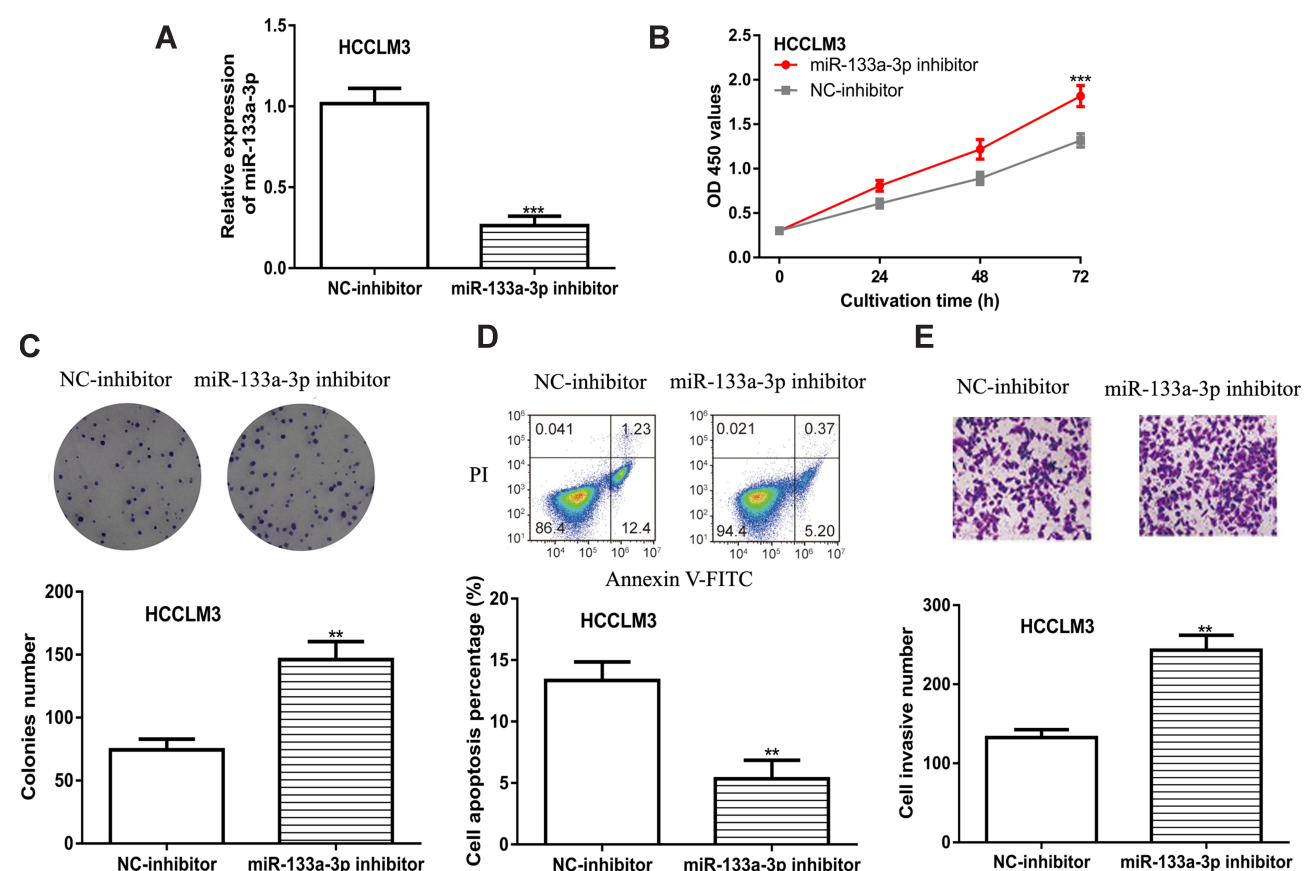 A
HCCLM3
Relative expression
of miR-133a-3p
1.5
1.0
0.5
0.0
***
NC-inhibitor
miR-133a-3p inhibitor
B
HCCLM3
miR-133a-3p inhibitor
NC-inhibitor
OD 450 values
2.5
2.0
1.5
1.0
0.5
0.0
***
0
24
48
72
Cultivation time (h)
C
NC-inhibitor
miR-133a-3p inhibitor
HCCLM3
Colonies number
200
150
100
50
0
**
NC-inhibitor
miR-133a-3p inhibitor
D
NC-inhibitor
miR-133a-3p inhibitor
PI
10⁶
10⁵
10⁴
10³
10²
10¹
0.041
1.23
86.4
12.4
10⁴
10⁵
10⁶
10⁷
10⁶
10⁵
10⁴
10³
10²
10¹
0.021
0.37
94.4
5.20
10⁴
10⁵
10⁶
10⁷
Annexin V-FITC
HCCLM3
Cell apoptosis percentage (%)
20
15
10
5
0
**
NC-inhibitor
miR-133a-3p inhibitor
E
NC-inhibitor
miR-133a-3p inhibitor
HCCLM3
Cell invasive number
300
200
100
0
**
NC-inhibitor
miR-133a-3p inhibitor